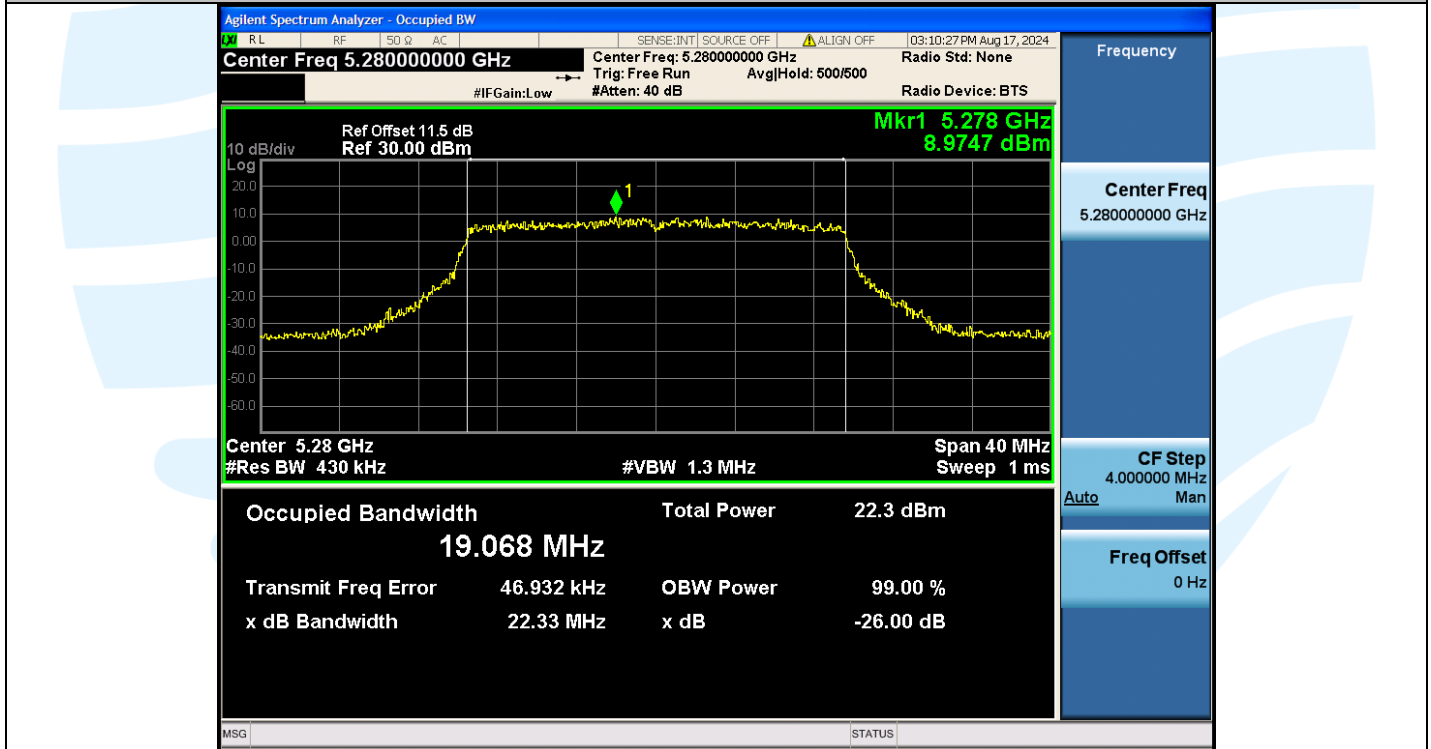 Agilent Spectrum Analyzer - Occupied BW
LXI RL RF 50 Ω AC SENSE:INT SOURCE OFF ALIGN OFF 03:10:27 PM Aug 17, 2024
Center Freq 5.280000000 GHz Center Freq: 5.280000000 GHz Radio Std: None
Trig: Free Run Avg|Hold: 500/500
#IFGain:Low #Atten: 40 dB Radio Device: BTS
Frequency
Mkr1 5.278 GHz
Ref Offset 11.5 dB
8.9747 dBm
10 dB/div Ref 30.00 dBm
Log
20.0
1
10.0
0.00
-10.0
-20.0
-30.0
-40.0
-50.0
-60.0
Center 5.28 GHz Span 40 MHz
#Res BW 430 kHz #VBW 1.3 MHz Sweep 1 ms
Occupied Bandwidth Total Power 22.3 dBm
19.068 MHz
Transmit Freq Error 46.932 kHz OBW Power 99.00 %
x dB Bandwidth 22.33 MHz x dB -26.00 dB
Center Freq
5.280000000 GHz
CF Step
4.000000 MHz
Auto Man
Freq Offset
0 Hz
MSG STATUS